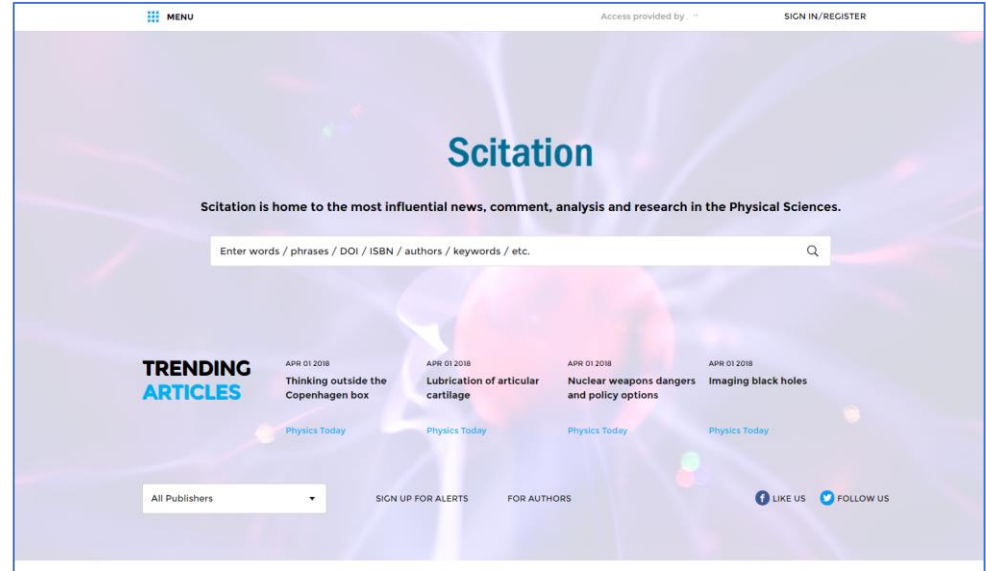 MENU
Access provided by
SIGN IN/REGISTER
Scitation
Scitation is home to the most influential news, comment, analysis and research in the Physical Sciences.
Enter words / phrases / DOI / ISBN / authors / keywords / etc.
TRENDING
ARTICLES
APR 01 2018
Thinking outside the
Copenhagen box
Physics Today
APR 01 2018
Lubrication of articular
cartilage
Physics Today
APR 01 2018
Nuclear weapons dangers
and policy options
Physics Today
APR 01 2018
Imaging black holes
Physics Today
All Publishers
SIGN UP FOR ALERTS
FOR AUTHORS
LIKE US
FOLLOW US